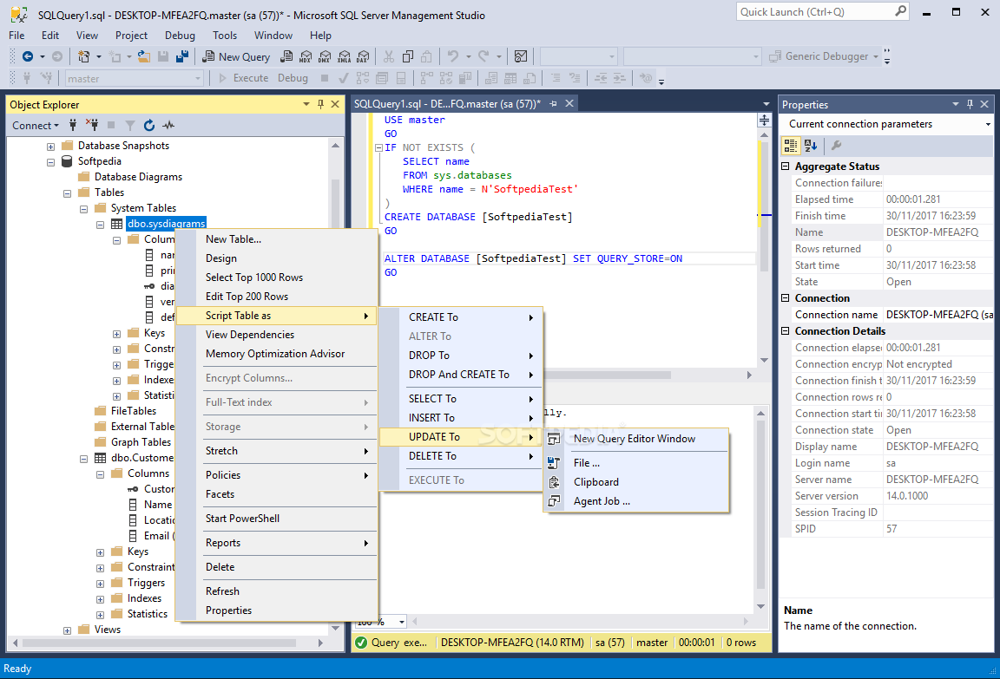 SQLQuery1.sql - DESKTOP-MFEA2FQ.master (sa (57))* - Microsoft SQL Server Management Studio
Quick Launch (Ctrl+Q)
File Edit View Project Debug Tools Window Help
New Query
MDX DMX XMLA DAX
Generic Debugger
master
Execute Debug
Object Explorer
Connect
Database Snapshots
Softpedia
Database Diagrams
Tables
System Tables
dbo.sysdiagrams
Colum
nar
pri
dia
ver
def
Keys
Constr
Trigge
Indexe
Statisti
FileTables
External Table
Graph Tables
dbo.Custome
Columns
Custor
Name
Locatio
Email (
Keys
Constraint
Triggers
Indexes
Statistics
Views
New Table...
Design
Select Top 1000 Rows
Edit Top 200 Rows
Script Table as
View Dependencies
Memory Optimization Advisor
Encrypt Columns...
Full-Text index
Storage
Stretch
Policies
Facets
Start PowerShell
Reports
Delete
Refresh
Properties
CREATE To
ALTER To
DROP To
DROP And CREATE To
SELECT To
INSERT To
UPDATE To
DELETE To
EXECUTE To
New Query Editor Window
File ...
Clipboard
Agent Job ...
SQLQuery1.sql - DE...FQ.master (sa (57))*
USE master
GO
IF NOT EXISTS (
SELECT name
FROM sys.databases
WHERE name = N'SoftpediaTest'
)
CREATE DATABASE [SoftpediaTest]
GO
ALTER DATABASE [SoftpediaTest] SET QUERY_STORE=ON
GO
lly.
SOFTPEDIA
100 %
Query exe... DESKTOP-MFEA2FQ (14.0 RTM) sa (57) master 00:00:01 0 rows
Properties
Current connection parameters
Aggregate Status
Connection failures
Elapsed time 00:00:01.281
Finish time 30/11/2017 16:23:59
Name DESKTOP-MFEA2FQ
Rows returned 0
Start time 30/11/2017 16:23:58
State Open
Connection
Connection name DESKTOP-MFEA2FQ (sa
Connection Details
Connection elapse 00:00:01.281
Connection encryp Not encrypted
Connection finish t 30/11/2017 16:23:59
Connection rows re 0
Connection start tir 30/11/2017 16:23:58
Connection state Open
Display name DESKTOP-MFEA2FQ
Login name sa
Server name DESKTOP-MFEA2FQ
Server version 14.0.1000
Session Tracing ID
SPID 57
Name
The name of the connection.
Ready